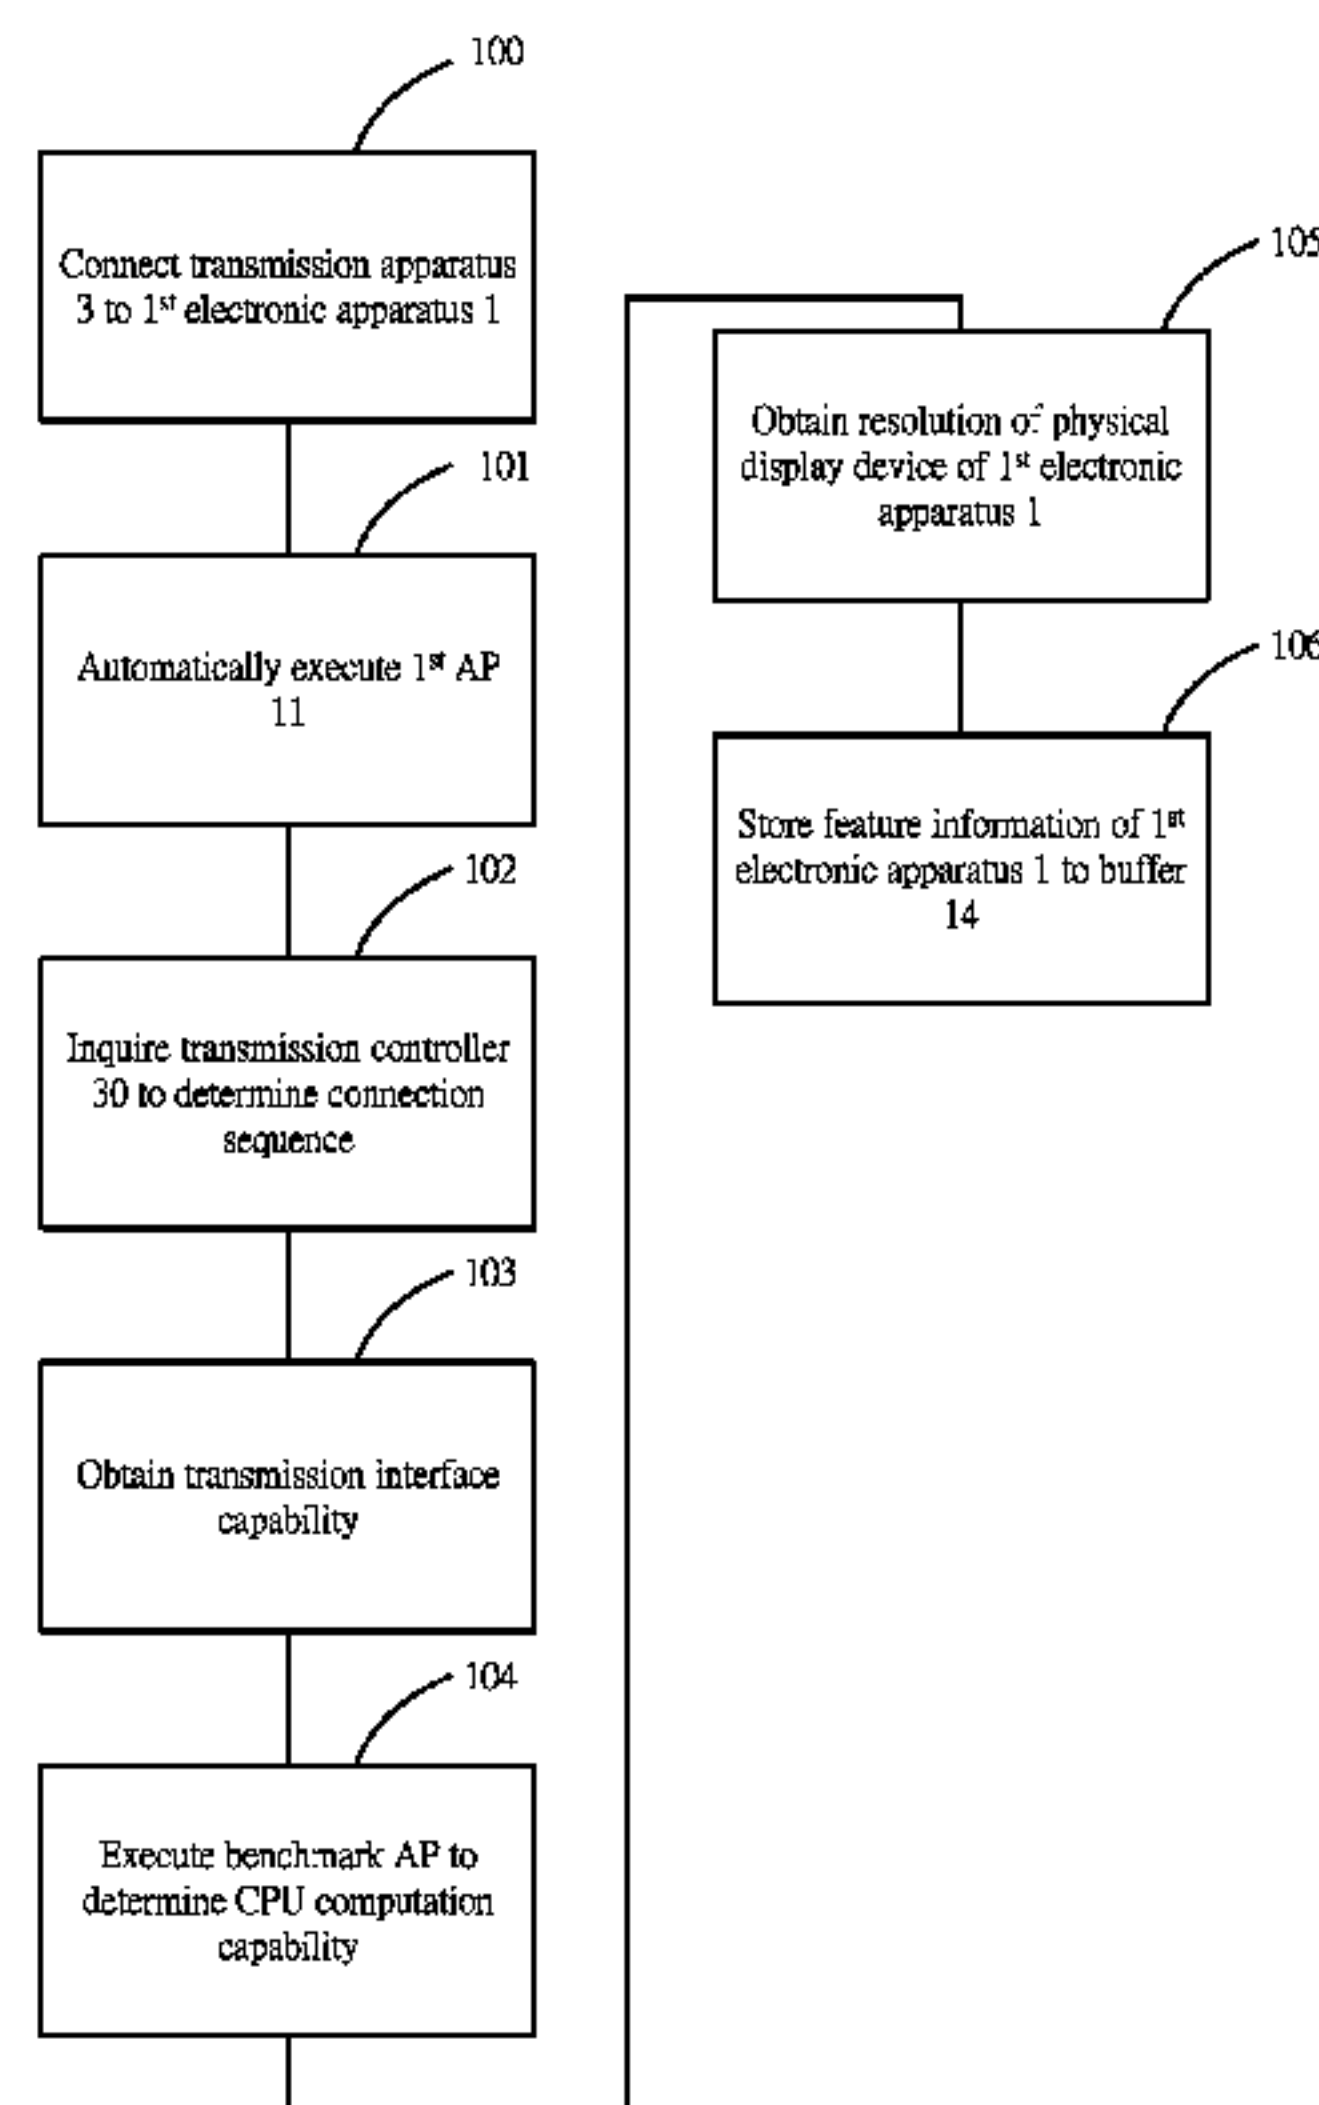 100
Connect transmission apparatus
3 to 1st electronic apparatus 1
101
Automatically execute 1st AP
11
102
Inquire transmission controller
30 to determine connection
sequence
103
Obtain transmission interface
capability
104
Execute benchmark AP to
determine CPU computation
capability
105
Obtain resolution of physical
display device of 1st electronic
apparatus 1
106
Store feature information of 1st
electronic apparatus 1 to buffer
14